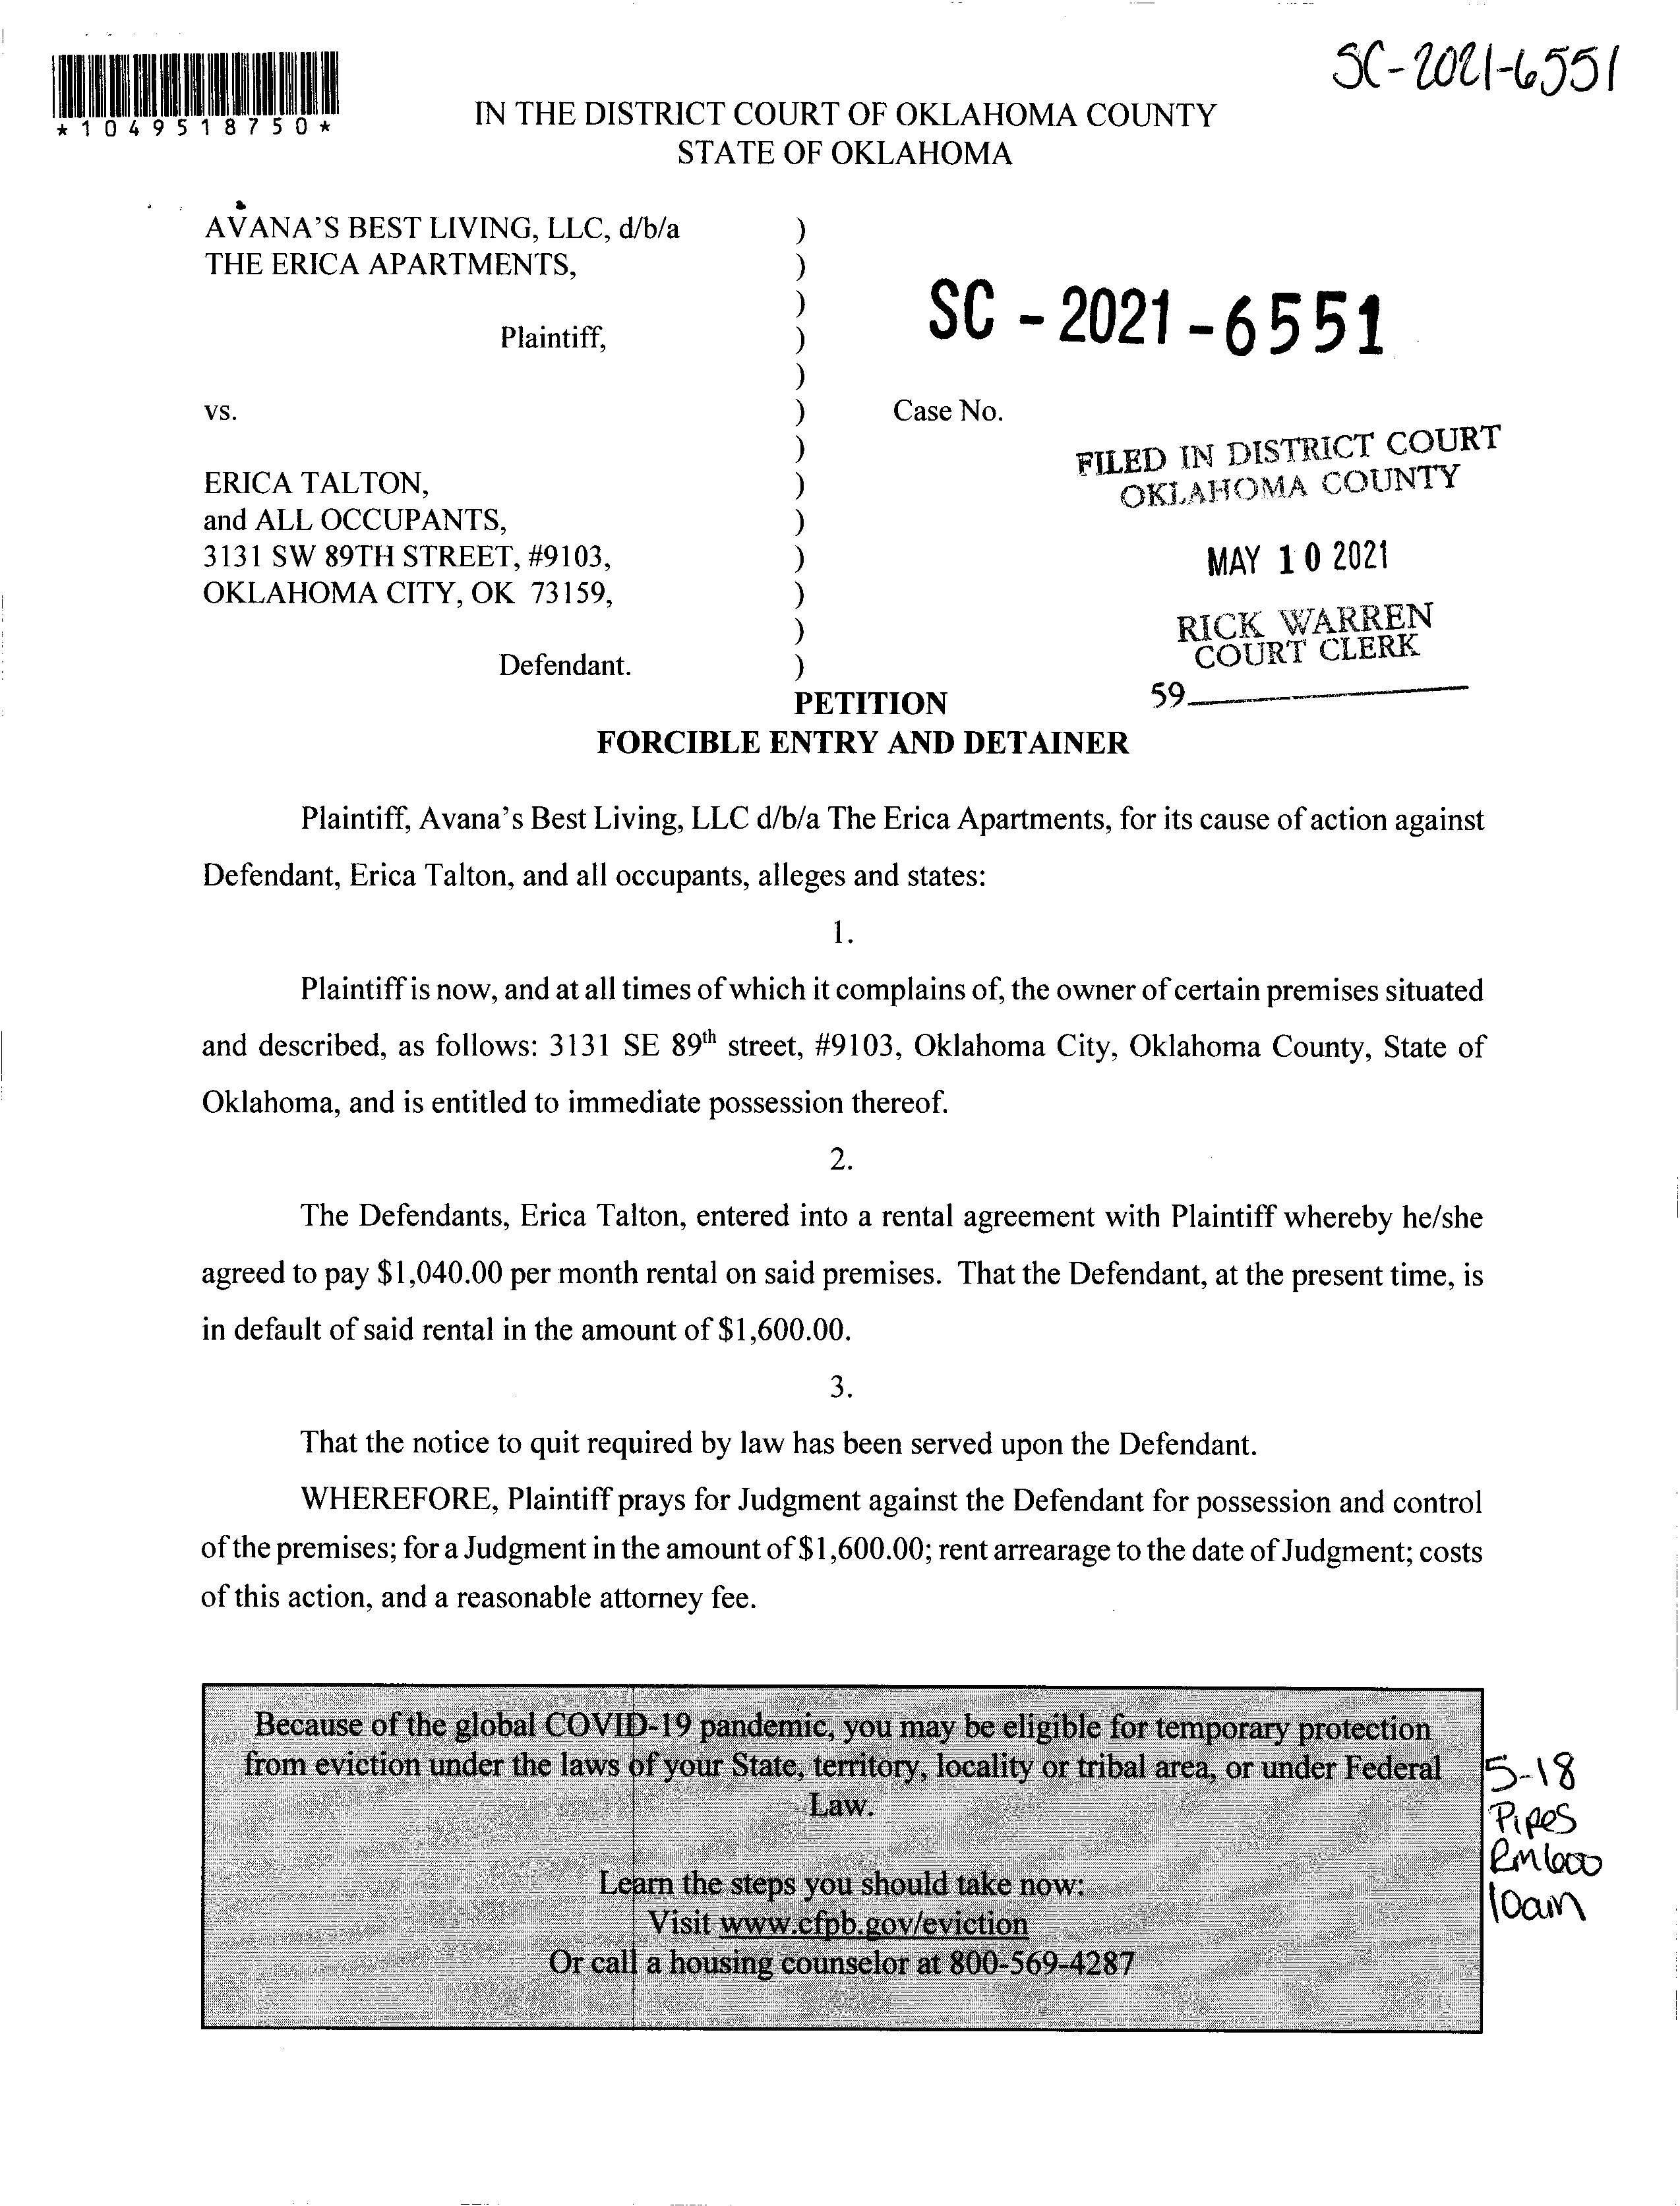 SC-2021-6551
*1049518750*
IN THE DISTRICT COURT OF OKLAHOMA COUNTY
STATE OF OKLAHOMA
AVANA'S BEST LIVING, LLC, d/b/a )
THE ERICA APARTMENTS, )
)
Plaintiff, )
SC - 2021 - 6551
)
vs. ) Case No.
)
ERICA TALTON, )
and ALL OCCUPANTS, )
3131 SW 89TH STREET, #9103, )
OKLAHOMA CITY, OK 73159, )
)
Defendant. )
FILED IN DISTRICT COURT
OKLAHOMA COUNTY
MAY 10 2021
RICK WARREN
COURT CLERK
59
PETITION
FORCIBLE ENTRY AND DETAINER
Plaintiff, Avana's Best Living, LLC d/b/a The Erica Apartments, for its cause of action against
Defendant, Erica Talton, and all occupants, alleges and states:
1.
Plaintiff is now, and at all times of which it complains of, the owner of certain premises situated
and described, as follows: 3131 SE 89th street, #9103, Oklahoma City, Oklahoma County, State of
Oklahoma, and is entitled to immediate possession thereof.
2.
The Defendants, Erica Talton, entered into a rental agreement with Plaintiff whereby he/she
agreed to pay $1,040.00 per month rental on said premises. That the Defendant, at the present time, is
in default of said rental in the amount of $1,600.00.
3.
That the notice to quit required by law has been served upon the Defendant.
WHEREFORE, Plaintiff prays for Judgment against the Defendant for possession and control
of the premises; for a Judgment in the amount of $1,600.00; rent arrearage to the date of Judgment; costs
of this action, and a reasonable attorney fee.
Because of the global COVID-19 pandemic, you may be eligible for temporary protection
from eviction under the laws of your State, territory, locality or tribal area, or under Federal
Law.
Learn the steps you should take now:
Visit www.cfpb.gov/eviction
Or call a housing counselor at 800-569-4287
5-18
Pipes
Rm 600
10am